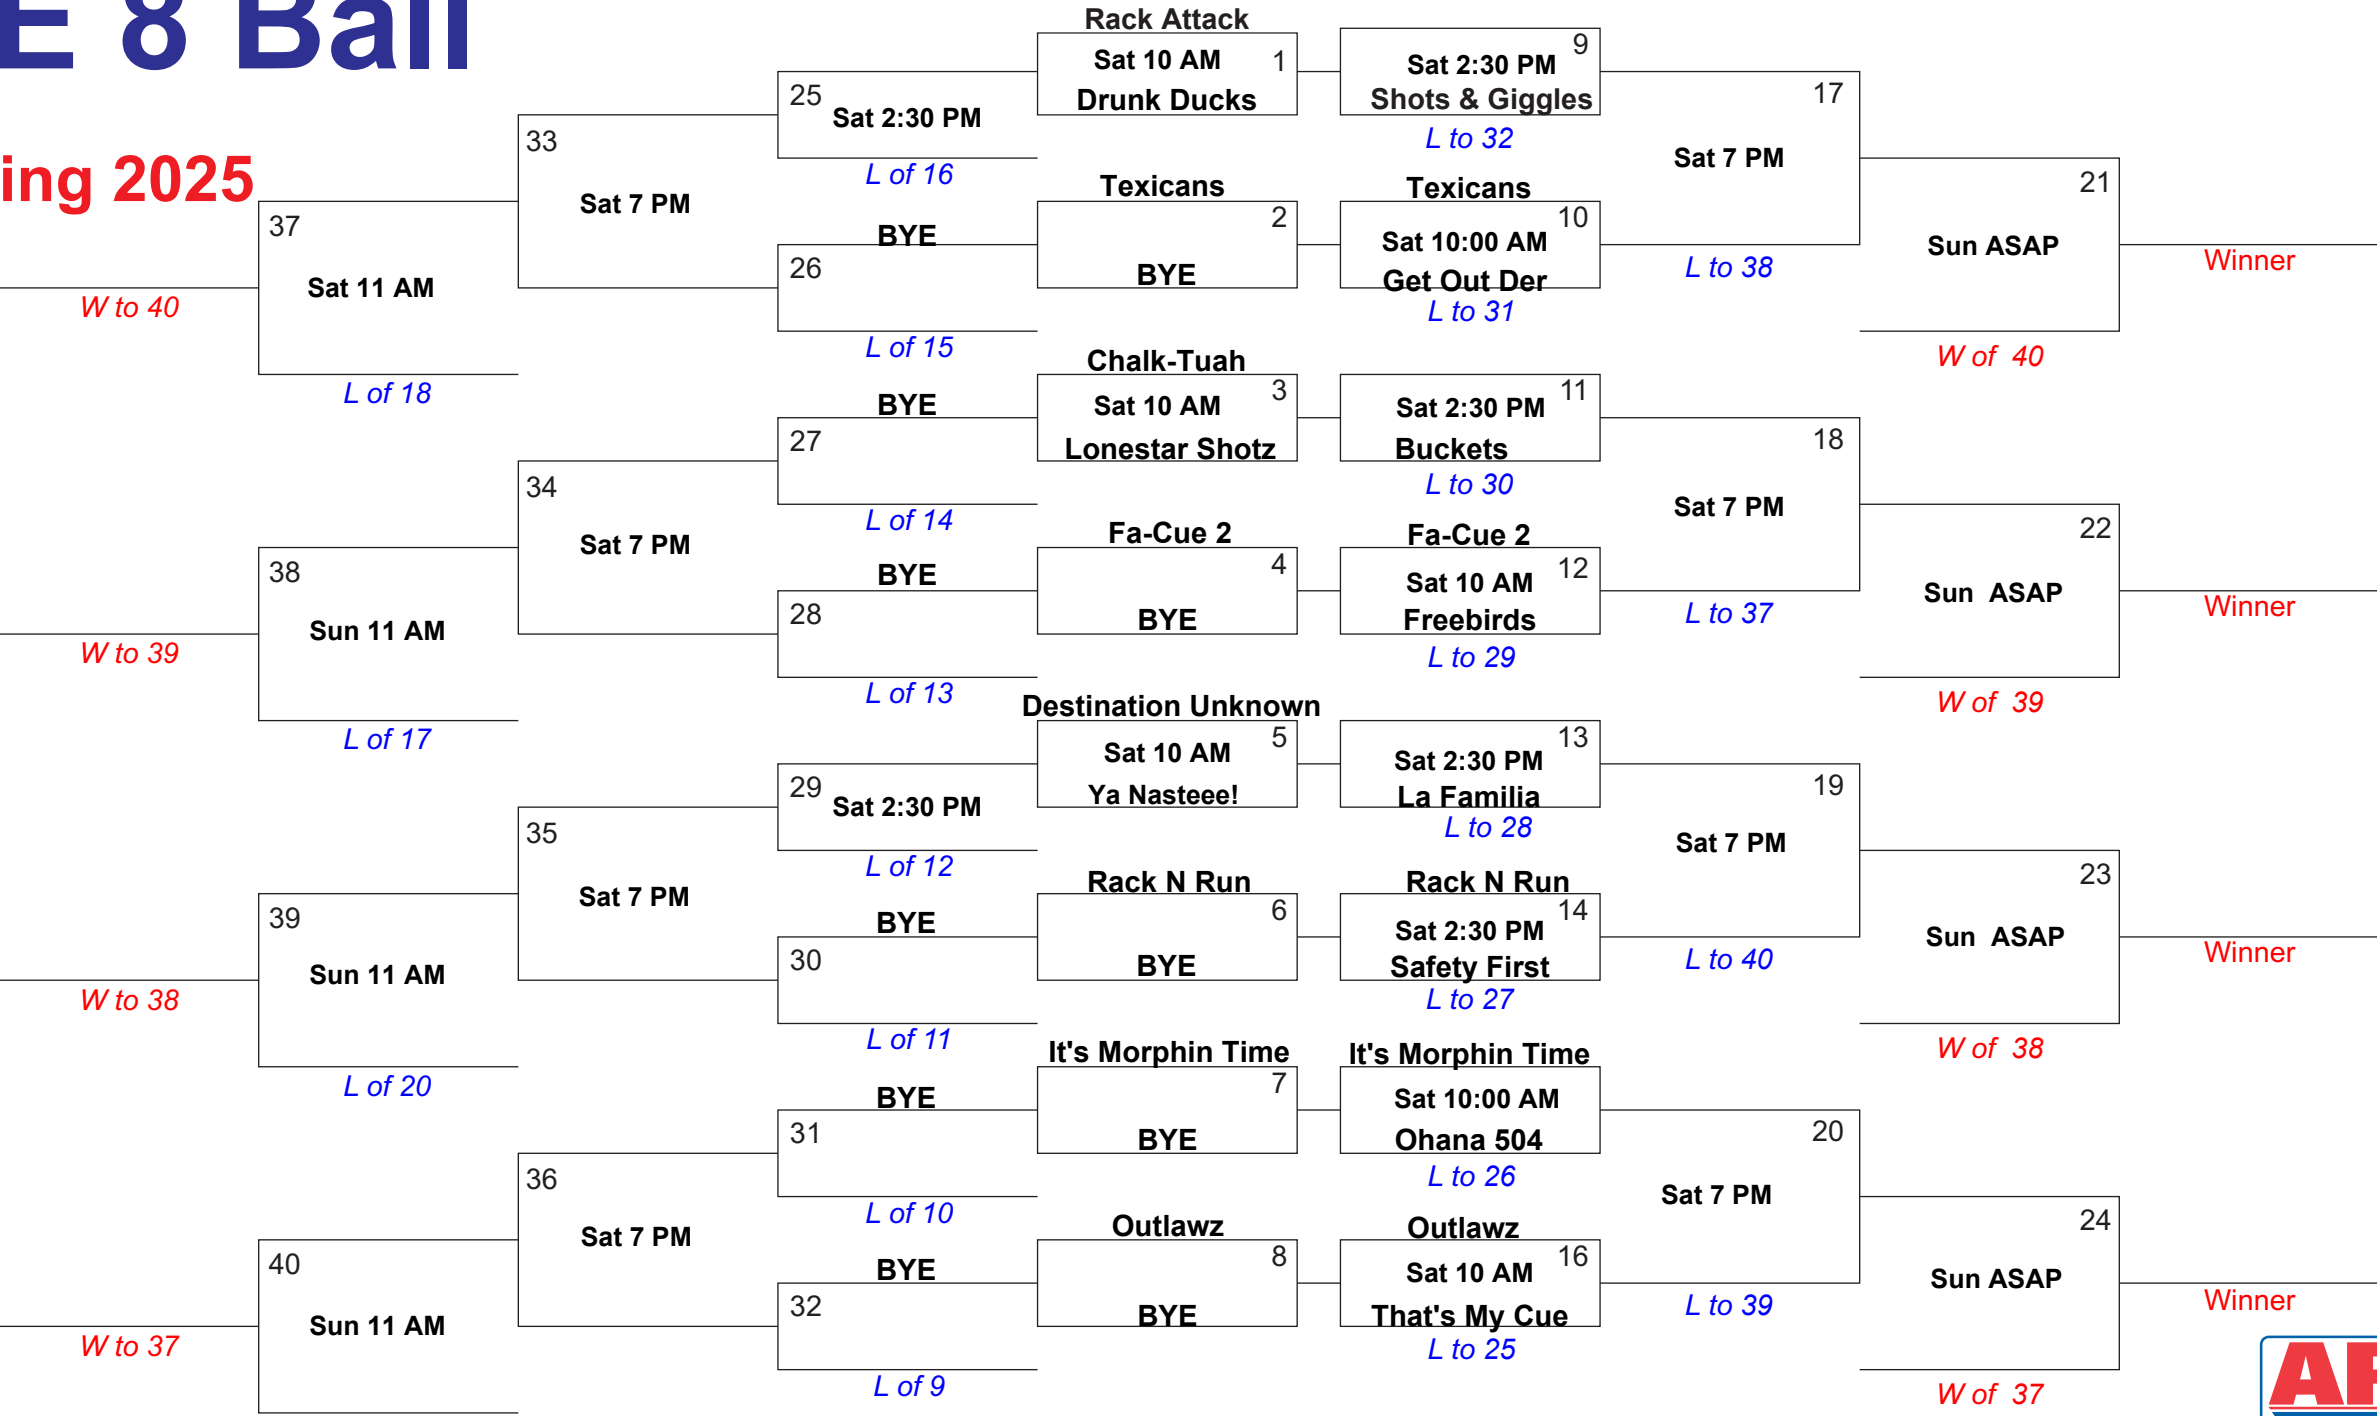 E 8 Ball
ing 2025
37
Sat 11 AM
W to 40
L of 18
38
Sun 11 AM
W to 39
L of 17
39
Sun 11 AM
W to 38
L of 20
40
Sun 11 AM
W to 37
33
Sat 7 PM
34
Sat 7 PM
35
Sat 7 PM
36
Sat 7 PM
25
Sat 2:30 PM
L of 16
BYE
26
L of 15
BYE
27
L of 14
BYE
28
L of 13
29
Sat 2:30 PM
L of 12
BYE
30
L of 11
BYE
31
L of 10
BYE
32
L of 9
Rack Attack
Sat 10 AM 1
Drunk Ducks
Texicans
2
BYE
Chalk-Tuah
Sat 10 AM 3
Lonestar Shotz
Fa-Cue 2
4
BYE
Destination Unknown
Sat 10 AM 5
Ya Nasteee!
Rack N Run
6
BYE
It's Morphin Time
7
BYE
Outlawz
8
BYE
9
Sat 2:30 PM
Shots & Giggles
L to 32
Texicans
10
Sat 10:00 AM
Get Out Der
L to 31
11
Sat 2:30 PM
Buckets
L to 30
Fa-Cue 2
12
Sat 10 AM
Freebirds
L to 29
13
Sat 2:30 PM
La Familia
L to 28
Rack N Run
14
Sat 2:30 PM
Safety First
L to 27
It's Morphin Time
Sat 10:00 AM
Ohana 504
L to 26
Outlawz
16
Sat 10 AM
That's My Cue
L to 25
17
Sat 7 PM
L to 38
18
Sat 7 PM
L to 37
19
Sat 7 PM
L to 40
20
Sat 7 PM
L to 39
21
Sun ASAP
Winner
W of 40
22
Sun ASAP
Winner
W of 39
23
Sun ASAP
Winner
W of 38
24
Sun ASAP
Winner
W of 37